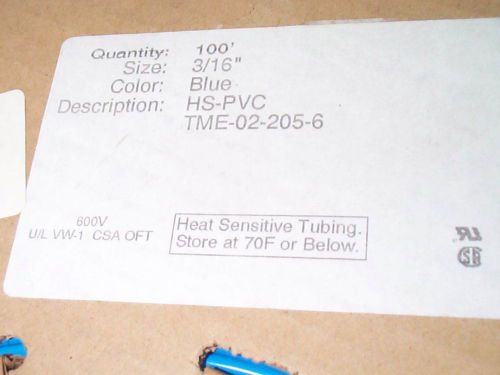 Quantity: 100'
Size: 3/16"
Color: Blue
Description: HS-PVC
TME-02-205-6
600V
U/L VW-1 CSA OFT
Heat Sensitive Tubing.
Store at 70F or Below.